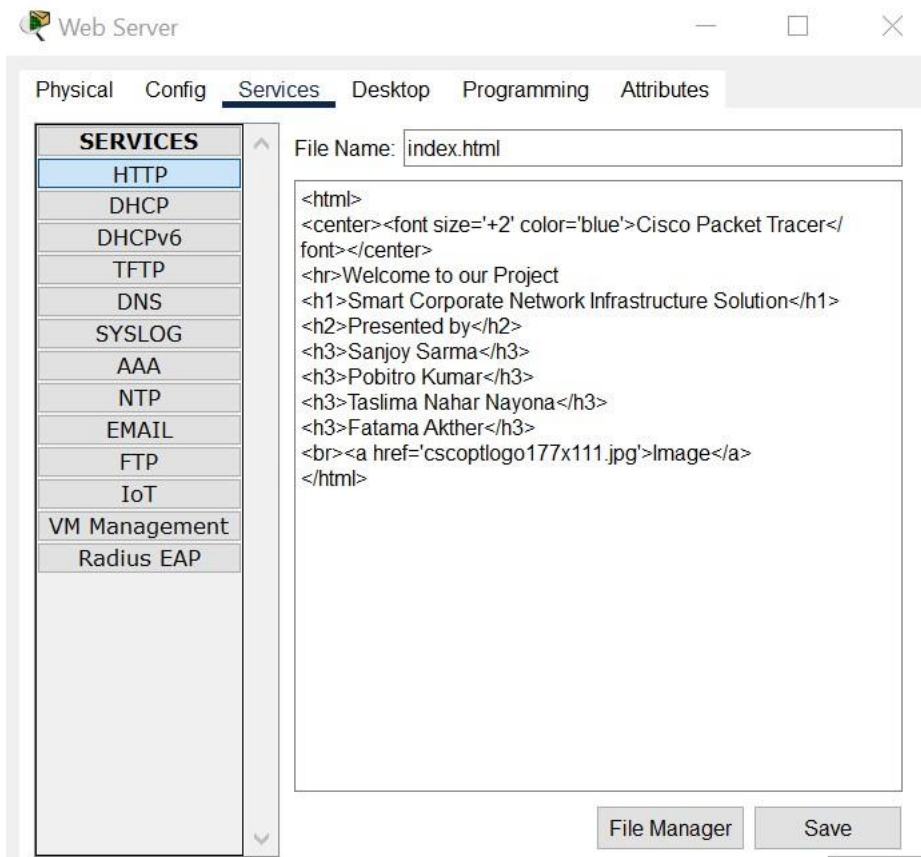 Web Server
Physical Config Services Desktop Programming Attributes
SERVICES
HTTP
DHCP
DHCPv6
TFTP
DNS
SYSLOG
AAA
NTP
EMAIL
FTP
IoT
VM Management
Radius EAP
File Name: index.html
<html>
<center><font size='+2' color='blue'>Cisco Packet Tracer</
font></center>
<hr>Welcome to our Project
<h1>Smart Corporate Network Infrastructure Solution</h1>
<h2>Presented by</h2>
<h3>Sanjoy Sarma</h3>
<h3>Pobitro Kumar</h3>
<h3>Taslima Nahar Nayona</h3>
<h3>Fatama Akther</h3>
<br><a href='cscoptlogo177x111.jpg'>Image</a>
</html>
File Manager Save